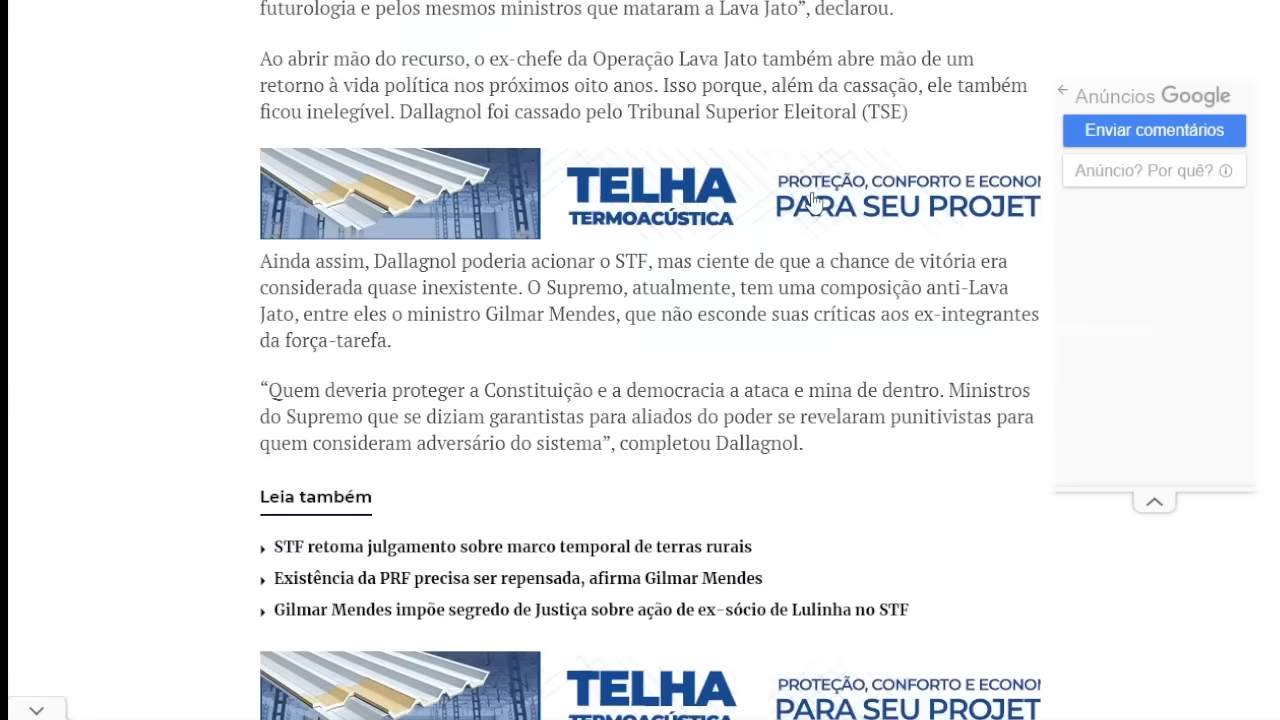 futurologia e pelos mesmos ministros que mataram a Lava Jato”, declarou.
Ao abrir mão do recurso, o ex-chefe da Operação Lava Jato também abre mão de um
retorno à vida política nos próximos oito anos. Isso porque, além da cassação, ele também
ficou inelegível. Dallagnol foi cassado pelo Tribunal Superior Eleitoral (TSE)
Anúncios Google
Enviar comentários
Anúncio? Por quê?
TELHA
TERMOACÚSTICA
PROTEÇÃO, CONFORTO E ECONO
PARA SEU PROJET
Ainda assim, Dallagnol poderia acionar o STF, mas ciente de que a chance de vitória era
considerada quase inexistente. O Supremo, atualmente, tem uma composição anti-Lava
Jato, entre eles o ministro Gilmar Mendes, que não esconde suas críticas aos ex-integrantes
da força-tarefa.
“Quem deveria proteger a Constituição e a democracia a ataca e mina de dentro. Ministros
do Supremo que se diziam garantistas para aliados do poder se revelaram punitivistas para
quem consideram adversário do sistema”, completou Dallagnol.
Leia também
STF retoma julgamento sobre marco temporal de terras rurais
Existência da PRF precisa ser repensada, afirma Gilmar Mendes
Gilmar Mendes impõe segredo de Justiça sobre ação de ex-sócio de Lulinha no STF
TELHA
TERMOACÚSTICA
PROTEÇÃO, CONFORTO E ECONO
PARA SEU PROJET